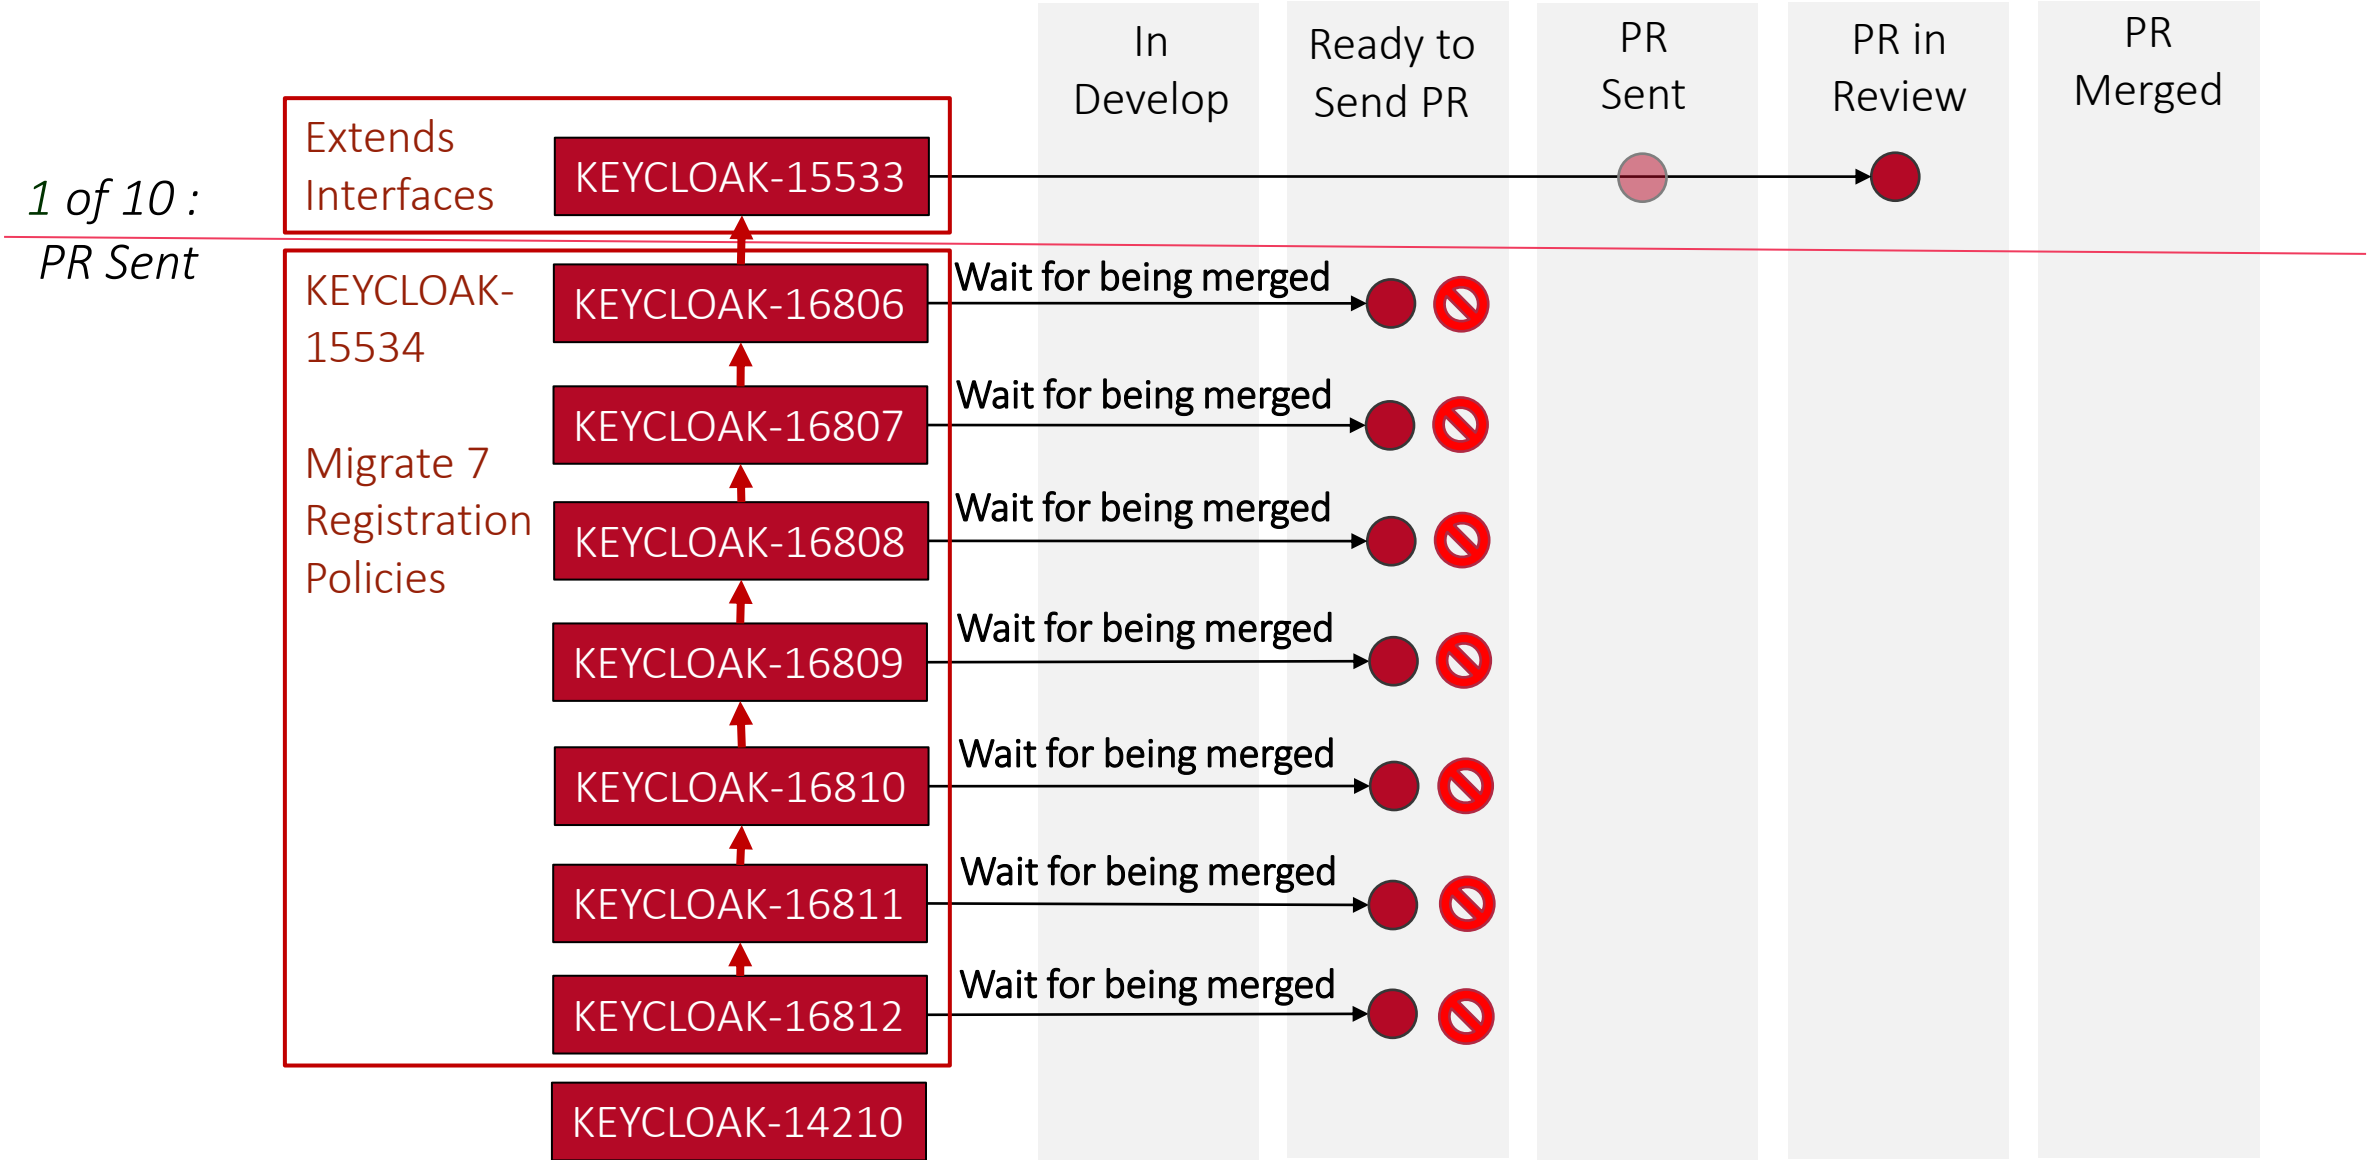 In
Develop
Ready to
Send PR
PR
Sent
PR in
Review
PR
Merged
1 of 10 :
PR Sent
Extends
Interfaces
KEYCLOAK-15533
KEYCLOAK-
15534
Migrate 7
Registration
Policies
KEYCLOAK-16806
Wait for being merged
KEYCLOAK-16807
Wait for being merged
KEYCLOAK-16808
Wait for being merged
KEYCLOAK-16809
Wait for being merged
KEYCLOAK-16810
Wait for being merged
KEYCLOAK-16811
Wait for being merged
KEYCLOAK-16812
Wait for being merged
KEYCLOAK-14210